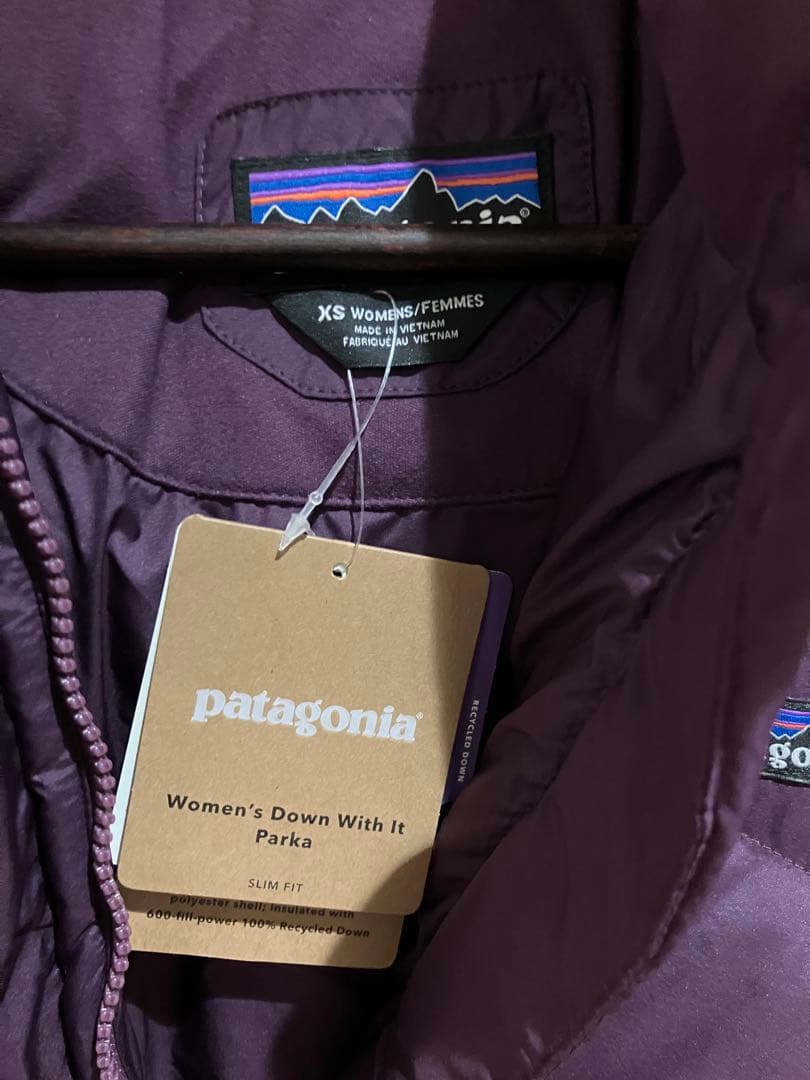 XS WOMENS/FEMMES
MADE IN VIETNAM
FABRIQUÉ AU VIETNAM
patagonia®
RECYCLED DOWN
Women's Down With It
Parka
SLIM FIT
polyester shell; insulated with
600-fill-power 100% Recycled Down
go